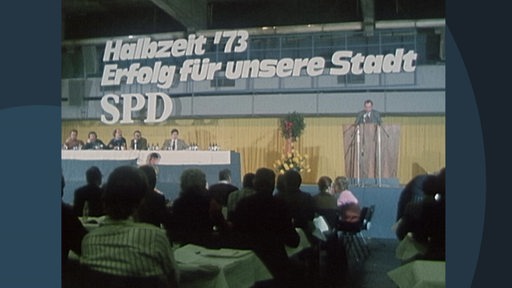 Halbzeit '73
Erfolg für unsere Stadt
SPD